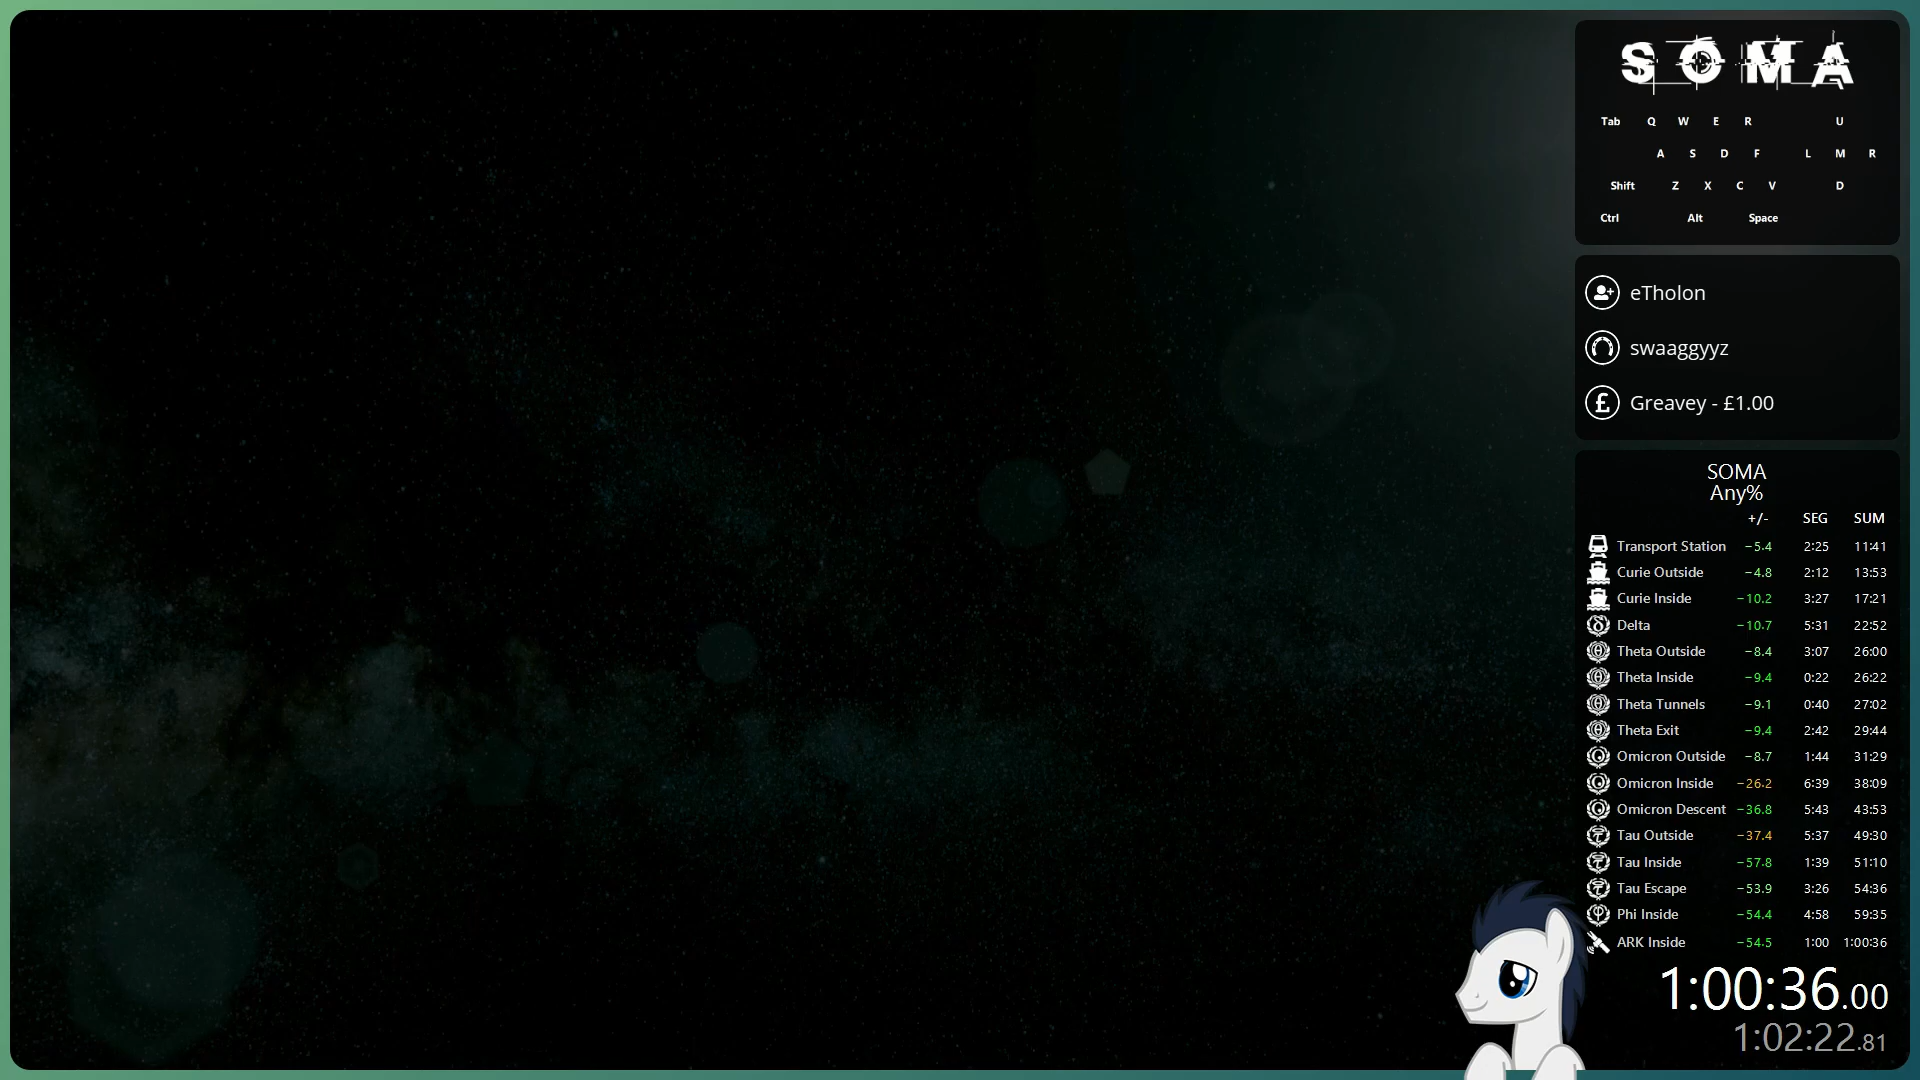 SOMA
Tab Q W E R U
A S D F L M R
Shift Z X C V D
Ctrl Alt Space
eTholon
swaaggyyz
£ Greavey - £1.00
SOMA
Any%
+/- SEG SUM
Transport Station −5.4 2:25 11:41
Curie Outside −4.8 2:12 13:53
Curie Inside −10.2 3:27 17:21
Delta −10.7 5:31 22:52
Theta Outside −8.4 3:07 26:00
Theta Inside −9.4 0:22 26:22
Theta Tunnels −9.1 0:40 27:02
Theta Exit −9.4 2:42 29:44
Omicron Outside −8.7 1:44 31:29
Omicron Inside −26.2 6:39 38:09
Omicron Descent −36.8 5:43 43:53
Tau Outside −37.4 5:37 49:30
Tau Inside −57.8 1:39 51:10
Tau Escape −53.9 3:26 54:36
Phi Inside −54.4 4:58 59:35
ARK Inside −54.5 1:00 1:00:36
1:00:36.00
1:02:22.81